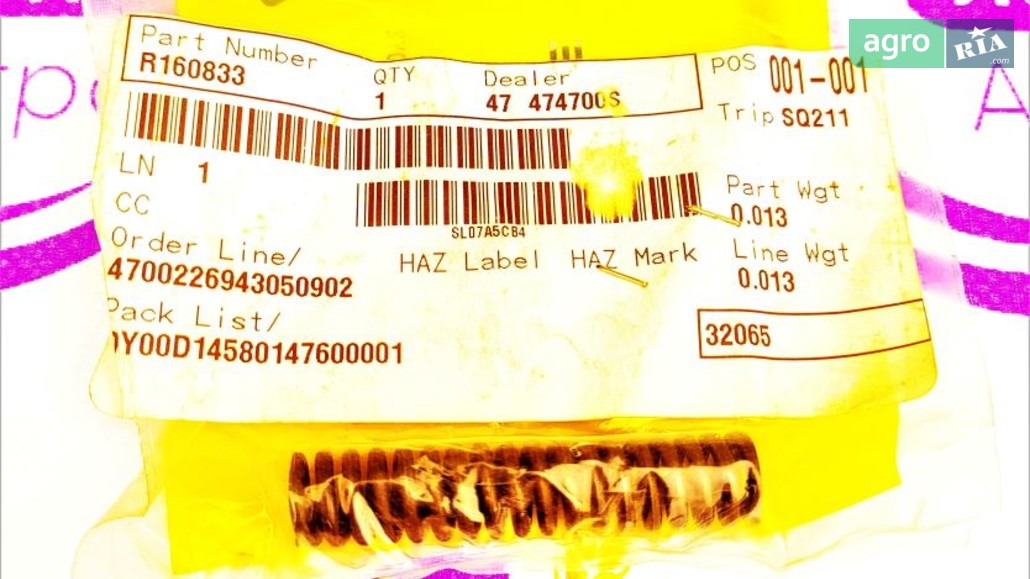 agro RIA .com
Part Number
R160833
QTY
1
Dealer
47 474700S
POS 001-001
Trip SQ211
LN 1
CC
SL07A5CB4
Part Wgt
0.013
Order Line/
4700226943050902
HAZ Label HAZ Mark
Line Wgt
0.013
Pack List/
Y00D14580147600001
32065